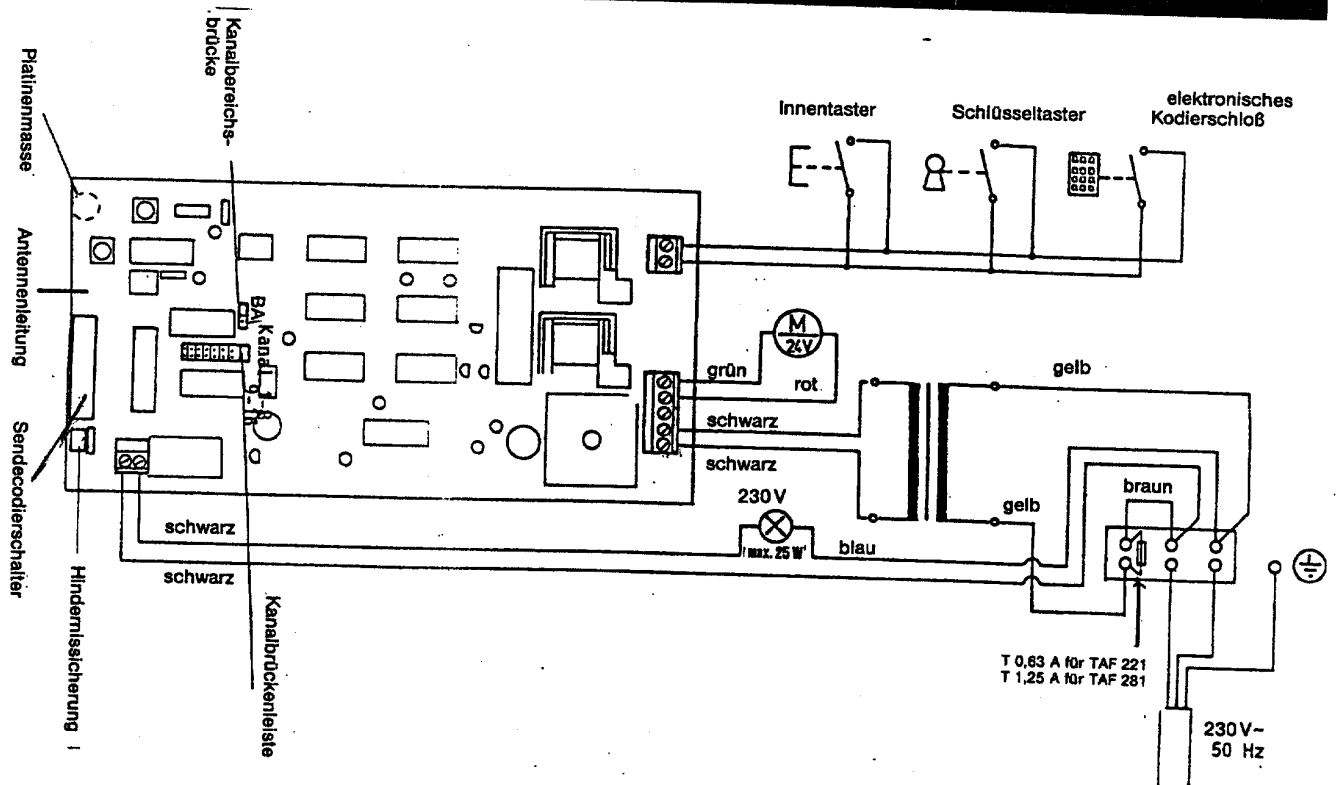 Kanalbereichs-
brücke
Platinenmasse
Antennenleitung
Sendecodierschalter
Hindernissicherung
Kanalbrückenleiste
BA
Kanal
Innentaster
Schlüsseltaster
elektronisches
Kodierschloß
M
24V
grün
rot
schwarz
schwarz
gelb
gelb
braun
230 V
max. 25 W
blau
schwarz
schwarz
T 0,63 A für TAF 221
T 1,25 A für TAF 281
230 V~
50 Hz